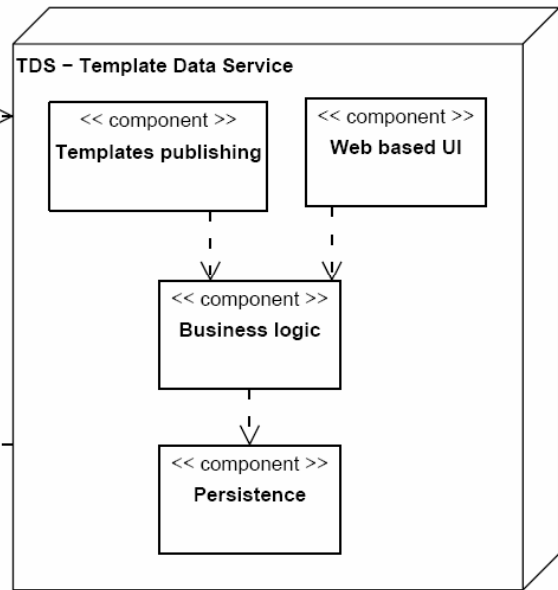 TDS – Template Data Service
<< component >>
Templates publishing
<< component >>
Web based UI
<< component >>
Business logic
<< component >>
Persistence